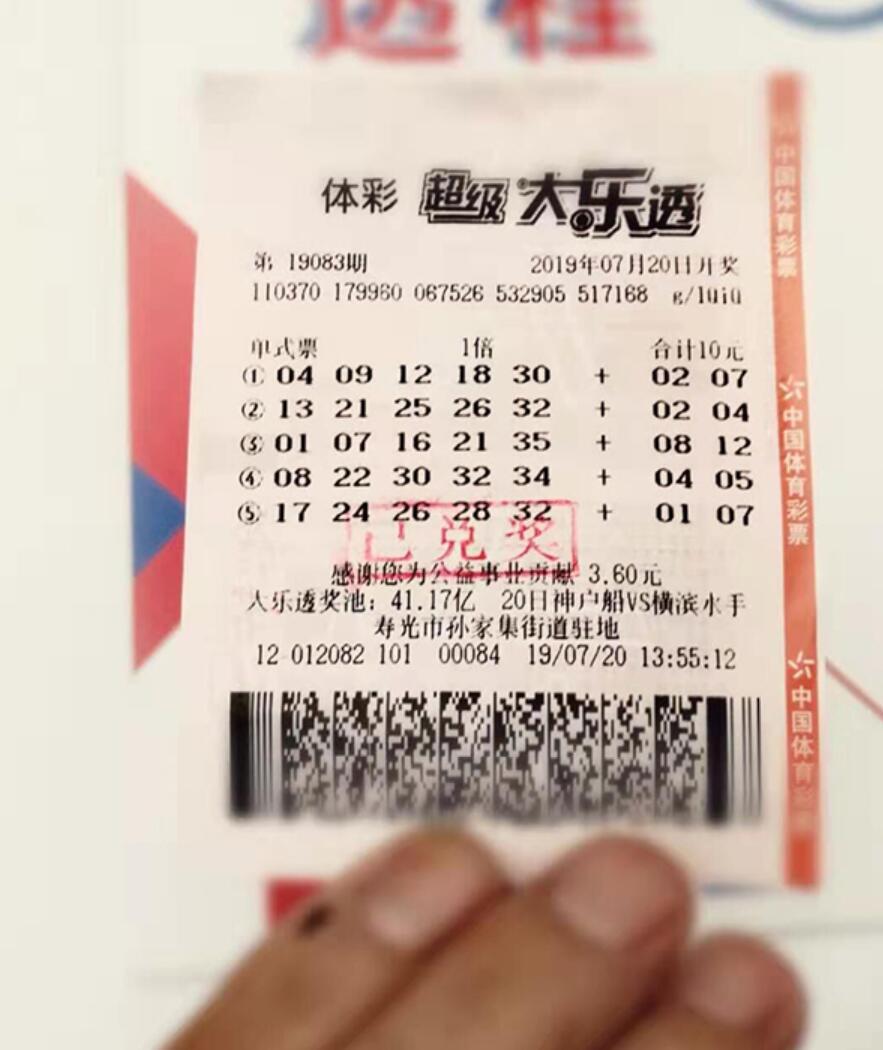 透 程
体彩 超级大乐透
第 19083期 2019年07月20日开奖
110370 179960 067526 532905 517168
单式票 1倍 合计10元
① 04 09 12 18 30 + 02 07
② 13 21 25 26 32 + 02 04
③ 01 07 16 21 35 + 08 12
④ 08 22 30 32 34 + 04 05
⑤ 17 24 26 28 32 + 01 07
已兑奖
感谢您为公益事业贡献 3.60元
大乐透奖池：41.17亿 20日神户船VS横滨水手
寿光市孙家集街道驻地
12-012082 101 00084 19/07/20 13:55:12
中国体育彩票
中国体育彩票
中国体育彩